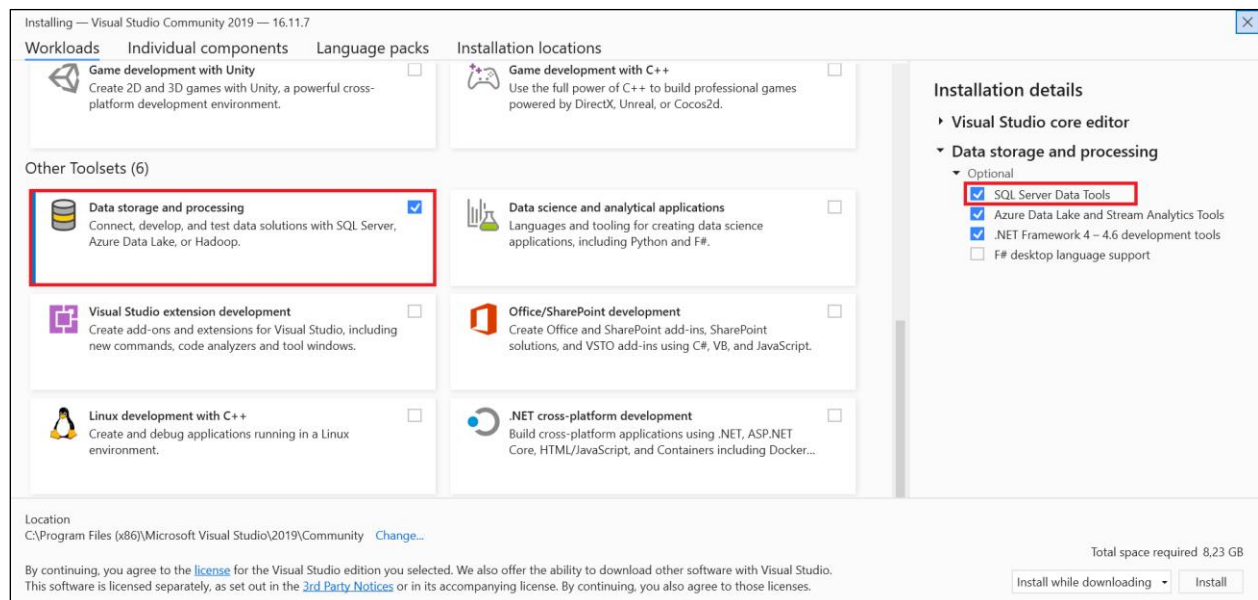 Installing — Visual Studio Community 2019 — 16.11.7
Workloads Individual components Language packs Installation locations
Game development with Unity
Create 2D and 3D games with Unity, a powerful cross-
platform development environment.
Game development with C++
Use the full power of C++ to build professional games
powered by DirectX, Unreal, or Cocos2d.
Other Toolsets (6)
Data storage and processing
Connect, develop, and test data solutions with SQL Server,
Azure Data Lake, or Hadoop.
Data science and analytical applications
Languages and tooling for creating data science
applications, including Python and F#.
Visual Studio extension development
Create add-ons and extensions for Visual Studio, including
new commands, code analyzers and tool windows.
Office/SharePoint development
Create Office and SharePoint add-ins, SharePoint
solutions, and VSTO add-ins using C#, VB, and JavaScript.
Linux development with C++
Create and debug applications running in a Linux
environment.
.NET cross-platform development
Build cross-platform applications using .NET, ASP.NET
Core, HTML/JavaScript, and Containers including Docker...
Installation details
Visual Studio core editor
Data storage and processing
Optional
SQL Server Data Tools
Azure Data Lake and Stream Analytics Tools
.NET Framework 4 – 4.6 development tools
F# desktop language support
Location
C:\Program Files (x86)\Microsoft Visual Studio\2019\Community Change...
By continuing, you agree to the license for the Visual Studio edition you selected. We also offer the ability to download other software with Visual Studio.
This software is licensed separately, as set out in the 3rd Party Notices or in its accompanying license. By continuing, you also agree to those licenses.
Total space required 8,23 GB
Install while downloading Install